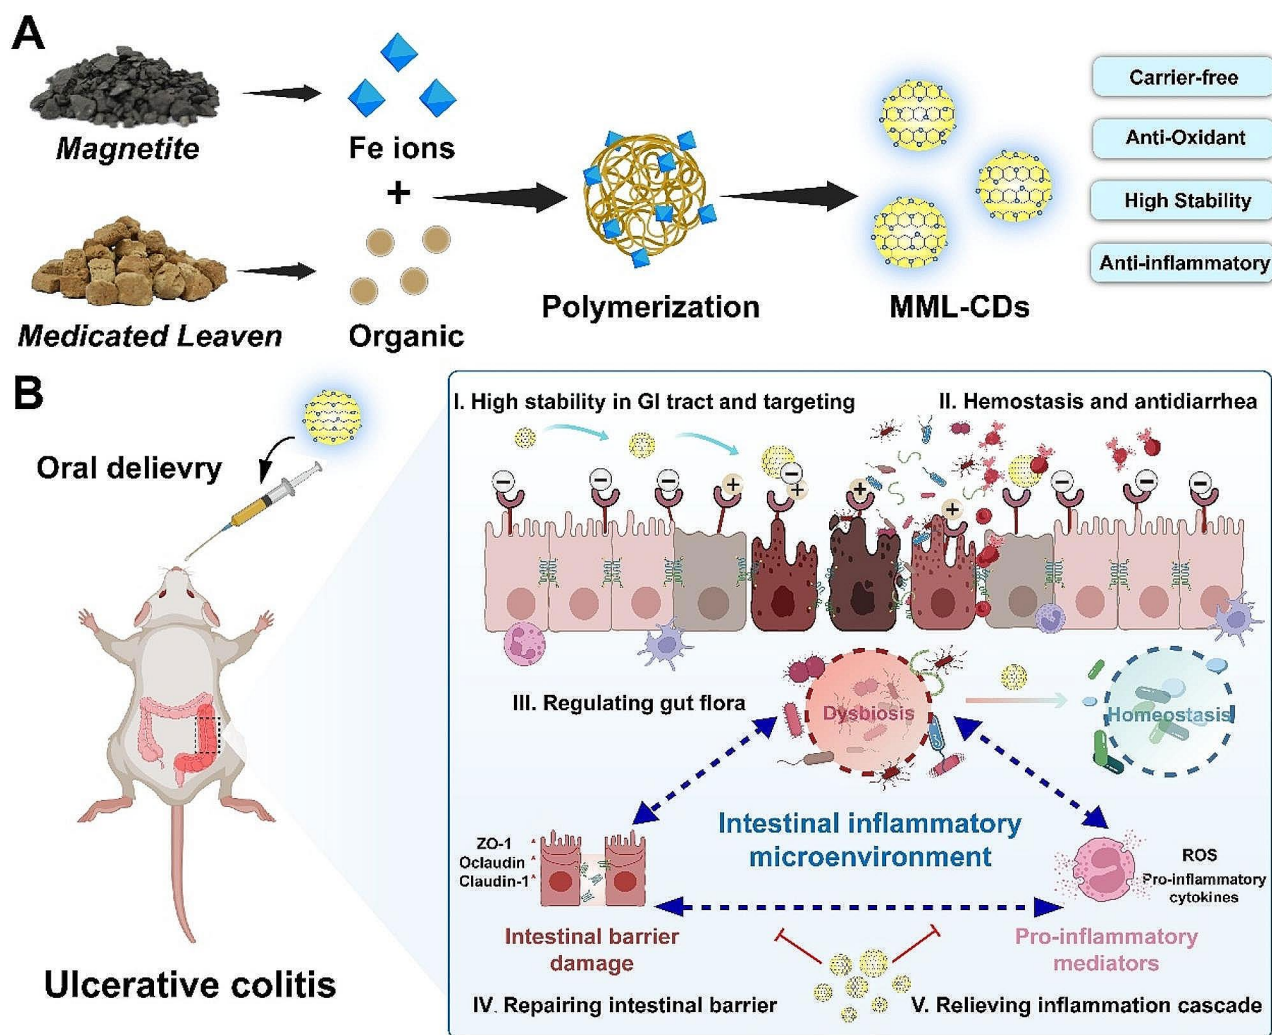 A
Magnetite
Fe ions
+
Medicated Leaven
Organic
Polymerization
MML-CDs
Carrier-free
Anti-Oxidant
High Stability
Anti-inflammatory
B
Oral delievry
Ulcerative colitis
I. High stability in GI tract and targeting
II. Hemostasis and antidiarrhea
− − − + − + + + − − −
III. Regulating gut flora
Dysbiosis
Homeostasis
Intestinal inflammatory
microenvironment
ZO-1
Oclaudin
Claudin-1
ROS
Pro-inflammatory
cytokines
Intestinal barrier
damage
Pro-inflammatory
mediators
IV. Repairing intestinal barrier
V. Relieving inflammation cascade